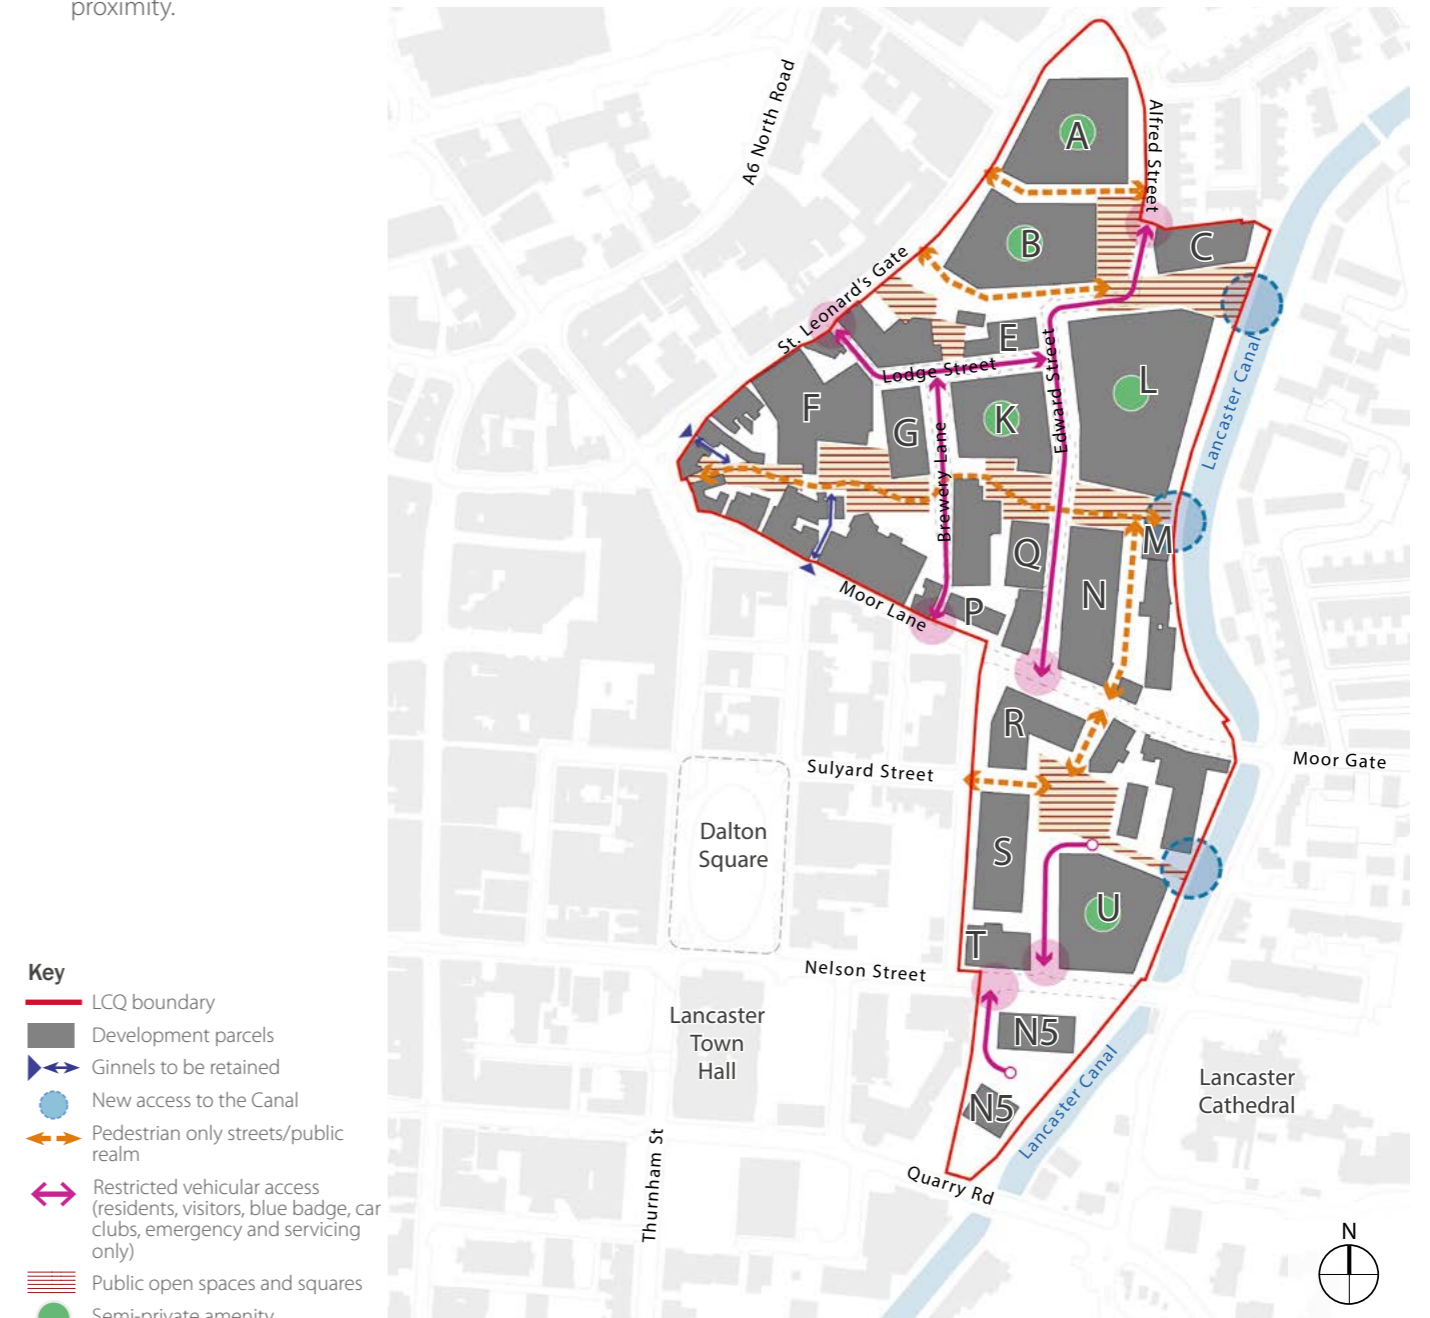 proximity.
A6 North Road
A
Alfred Street
B
C
St. Leonard's Gate
E
Lodge Street
Edward Street
L
Lancaster Canal
F
G
K
Brewery Lane
Q
M
N
Moor Lane
P
R
Sulyard Street
Moor Gate
Dalton
Square
S
U
T
Nelson Street
Lancaster
Town
Hall
N5
N5
Lancaster Canal
Lancaster
Cathedral
Thurnham St
Quarry Rd
N
Key
LCQ boundary
Development parcels
Ginnels to be retained
New access to the Canal
Pedestrian only streets/public
realm
Restricted vehicular access
(residents, visitors, blue badge, car
clubs, emergency and servicing
only)
Public open spaces and squares
Semi-private amenity